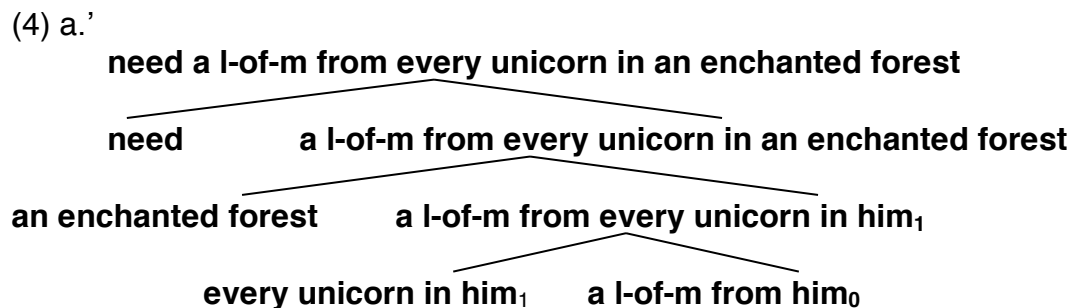 (4) a.’
need a l-of-m from every unicorn in an enchanted forest
need a l-of-m from every unicorn in an enchanted forest
an enchanted forest a l-of-m from every unicorn in him₁
every unicorn in him₁ a l-of-m from him₀